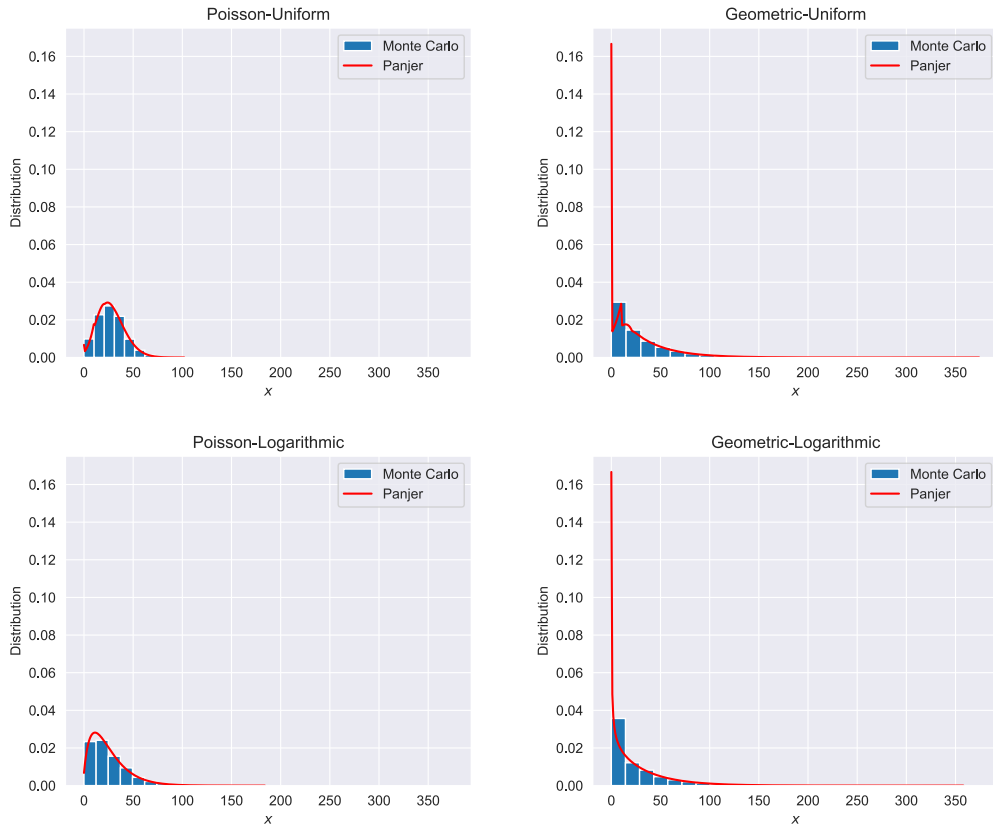 Poisson-Uniform
Monte Carlo
Panjer
Distribution
0.16
0.14
0.12
0.10
0.08
0.06
0.04
0.02
0.00
0 50 100 150 200 250 300 350
x
Geometric-Uniform
Monte Carlo
Panjer
Distribution
0.16
0.14
0.12
0.10
0.08
0.06
0.04
0.02
0.00
0 50 100 150 200 250 300 350
x
Poisson-Logarithmic
Monte Carlo
Panjer
Distribution
0.16
0.14
0.12
0.10
0.08
0.06
0.04
0.02
0.00
0 50 100 150 200 250 300 350
x
Geometric-Logarithmic
Monte Carlo
Panjer
Distribution
0.16
0.14
0.12
0.10
0.08
0.06
0.04
0.02
0.00
0 50 100 150 200 250 300 350
x